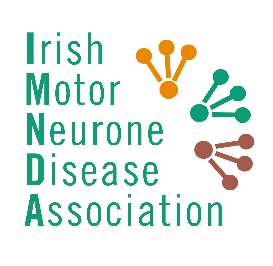 Irish
Motor
Neurone
Disease
Association